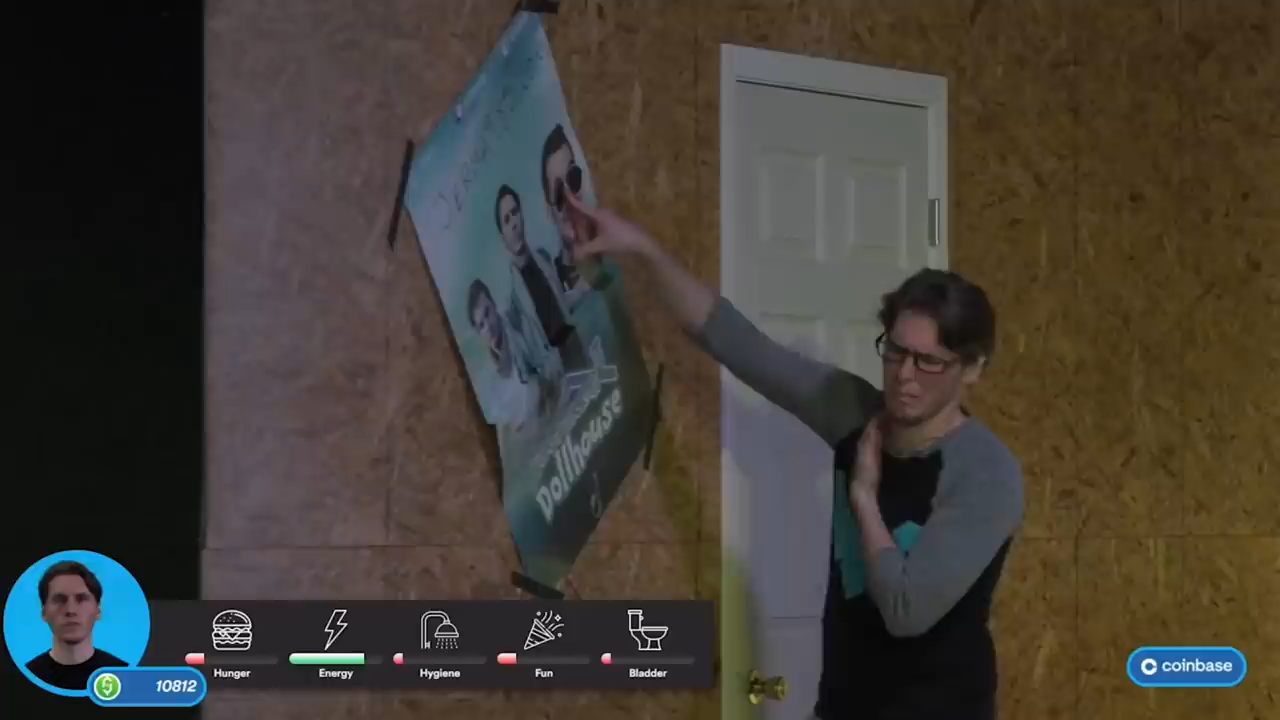 Dollhouse
Hunger
Energy
Hygiene
Fun
Bladder
10812
coinbase